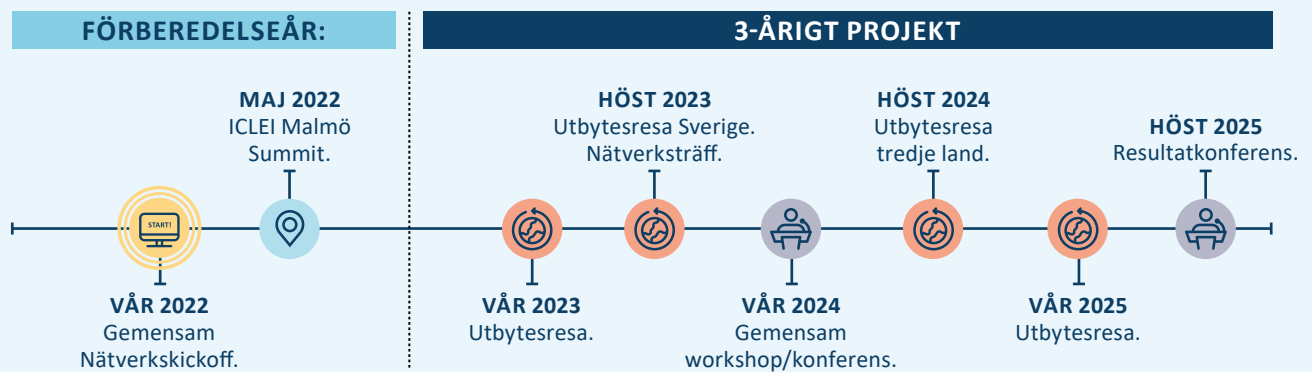 FÖRBEREDELSEÅR:
3-ÅRIGT PROJEKT
MAJ 2022
ICLEI Malmö
Summit.
HÖST 2023
Utbytesresa Sverige.
Nätverksträff.
HÖST 2024
Utbytesresa
tredje land.
HÖST 2025
Resultatkonferens.
START!
VÅR 2022
Gemensam
Nätverkskickoff.
VÅR 2023
Utbytesresa.
VÅR 2024
Gemensam
workshop/konferens.
VÅR 2025
Utbytesresa.